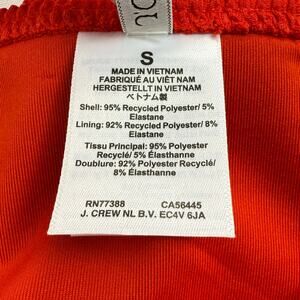 S
MADE IN VIETNAM
FABRIQUÉ AU VIÊT NAM
HERGESTELLT IN VIETNAM
ベトナム製
Shell: 95% Recycled Polyester/ 5%
Elastane
Lining: 92% Recycled Polyester/ 8%
Elastane
Tissu Principal: 95% Polyester
Recyclé/ 5% Élasthanne
Doublure: 92% Polyester Recyclé/
8% Élasthanne
RN77388 CA56445
J. CREW NL B.V. EC4V 6JA